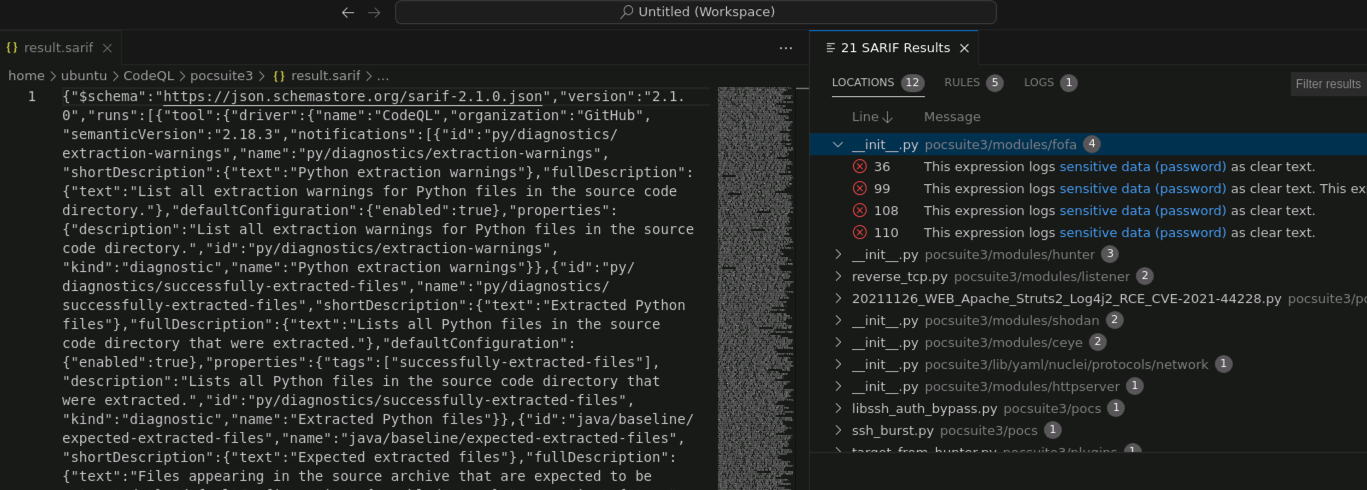 Untitled (Workspace)
{} result.sarif
21 SARIF Results
home > ubuntu > CodeQL > pocsuite3 > {} result.sarif > ...
1 {"$schema":"https://json.schemastore.org/sarif-2.1.0.json","version":"2.1.
0","runs":[{"tool":{"driver":{"name":"CodeQL","organization":"GitHub",
"semanticVersion":"2.18.3","notifications":[{"id":"py/diagnostics/
extraction-warnings","name":"py/diagnostics/extraction-warnings",
"shortDescription":{"text":"Python extraction warnings"},"fullDescription":
{"text":"List all extraction warnings for Python files in the source code
directory."},"defaultConfiguration":{"enabled":true},"properties":
{"description":"List all extraction warnings for Python files in the source
code directory.","id":"py/diagnostics/extraction-warnings",
"kind":"diagnostic","name":"Python extraction warnings"}},{"id":"py/
diagnostics/successfully-extracted-files","name":"py/diagnostics/
successfully-extracted-files","shortDescription":{"text":"Extracted Python
files"},"fullDescription":{"text":"Lists all Python files in the source
code directory that were extracted."},"defaultConfiguration":
{"enabled":true},"properties":{"tags":["successfully-extracted-files"],
"description":"Lists all Python files in the source code directory that
were extracted.","id":"py/diagnostics/successfully-extracted-files",
"kind":"diagnostic","name":"Extracted Python files"}},{"id":"java/baseline/
expected-extracted-files","name":"java/baseline/expected-extracted-files",
"shortDescription":{"text":"Expected extracted files"},"fullDescription":
{"text":"Files appearing in the source archive that are expected to be
LOCATIONS 12 RULES 5 LOGS 1 Filter results
Line Message
__init__.py pocsuite3/modules/fofa 4
36 This expression logs sensitive data (password) as clear text.
99 This expression logs sensitive data (password) as clear text. This ex
108 This expression logs sensitive data (password) as clear text.
110 This expression logs sensitive data (password) as clear text.
__init__.py pocsuite3/modules/hunter 3
reverse_tcp.py pocsuite3/modules/listener 2
20211126_WEB_Apache_Struts2_Log4j2_RCE_CVE-2021-44228.py pocsuite3/pc
__init__.py pocsuite3/modules/shodan 2
__init__.py pocsuite3/modules/ceye 2
__init__.py pocsuite3/lib/yaml/nuclei/protocols/network 1
__init__.py pocsuite3/modules/httpserver 1
libssh_auth_bypass.py pocsuite3/pocs 1
ssh_burst.py pocsuite3/pocs 1
target_from_hunter.py pocsuite3/plugins 1